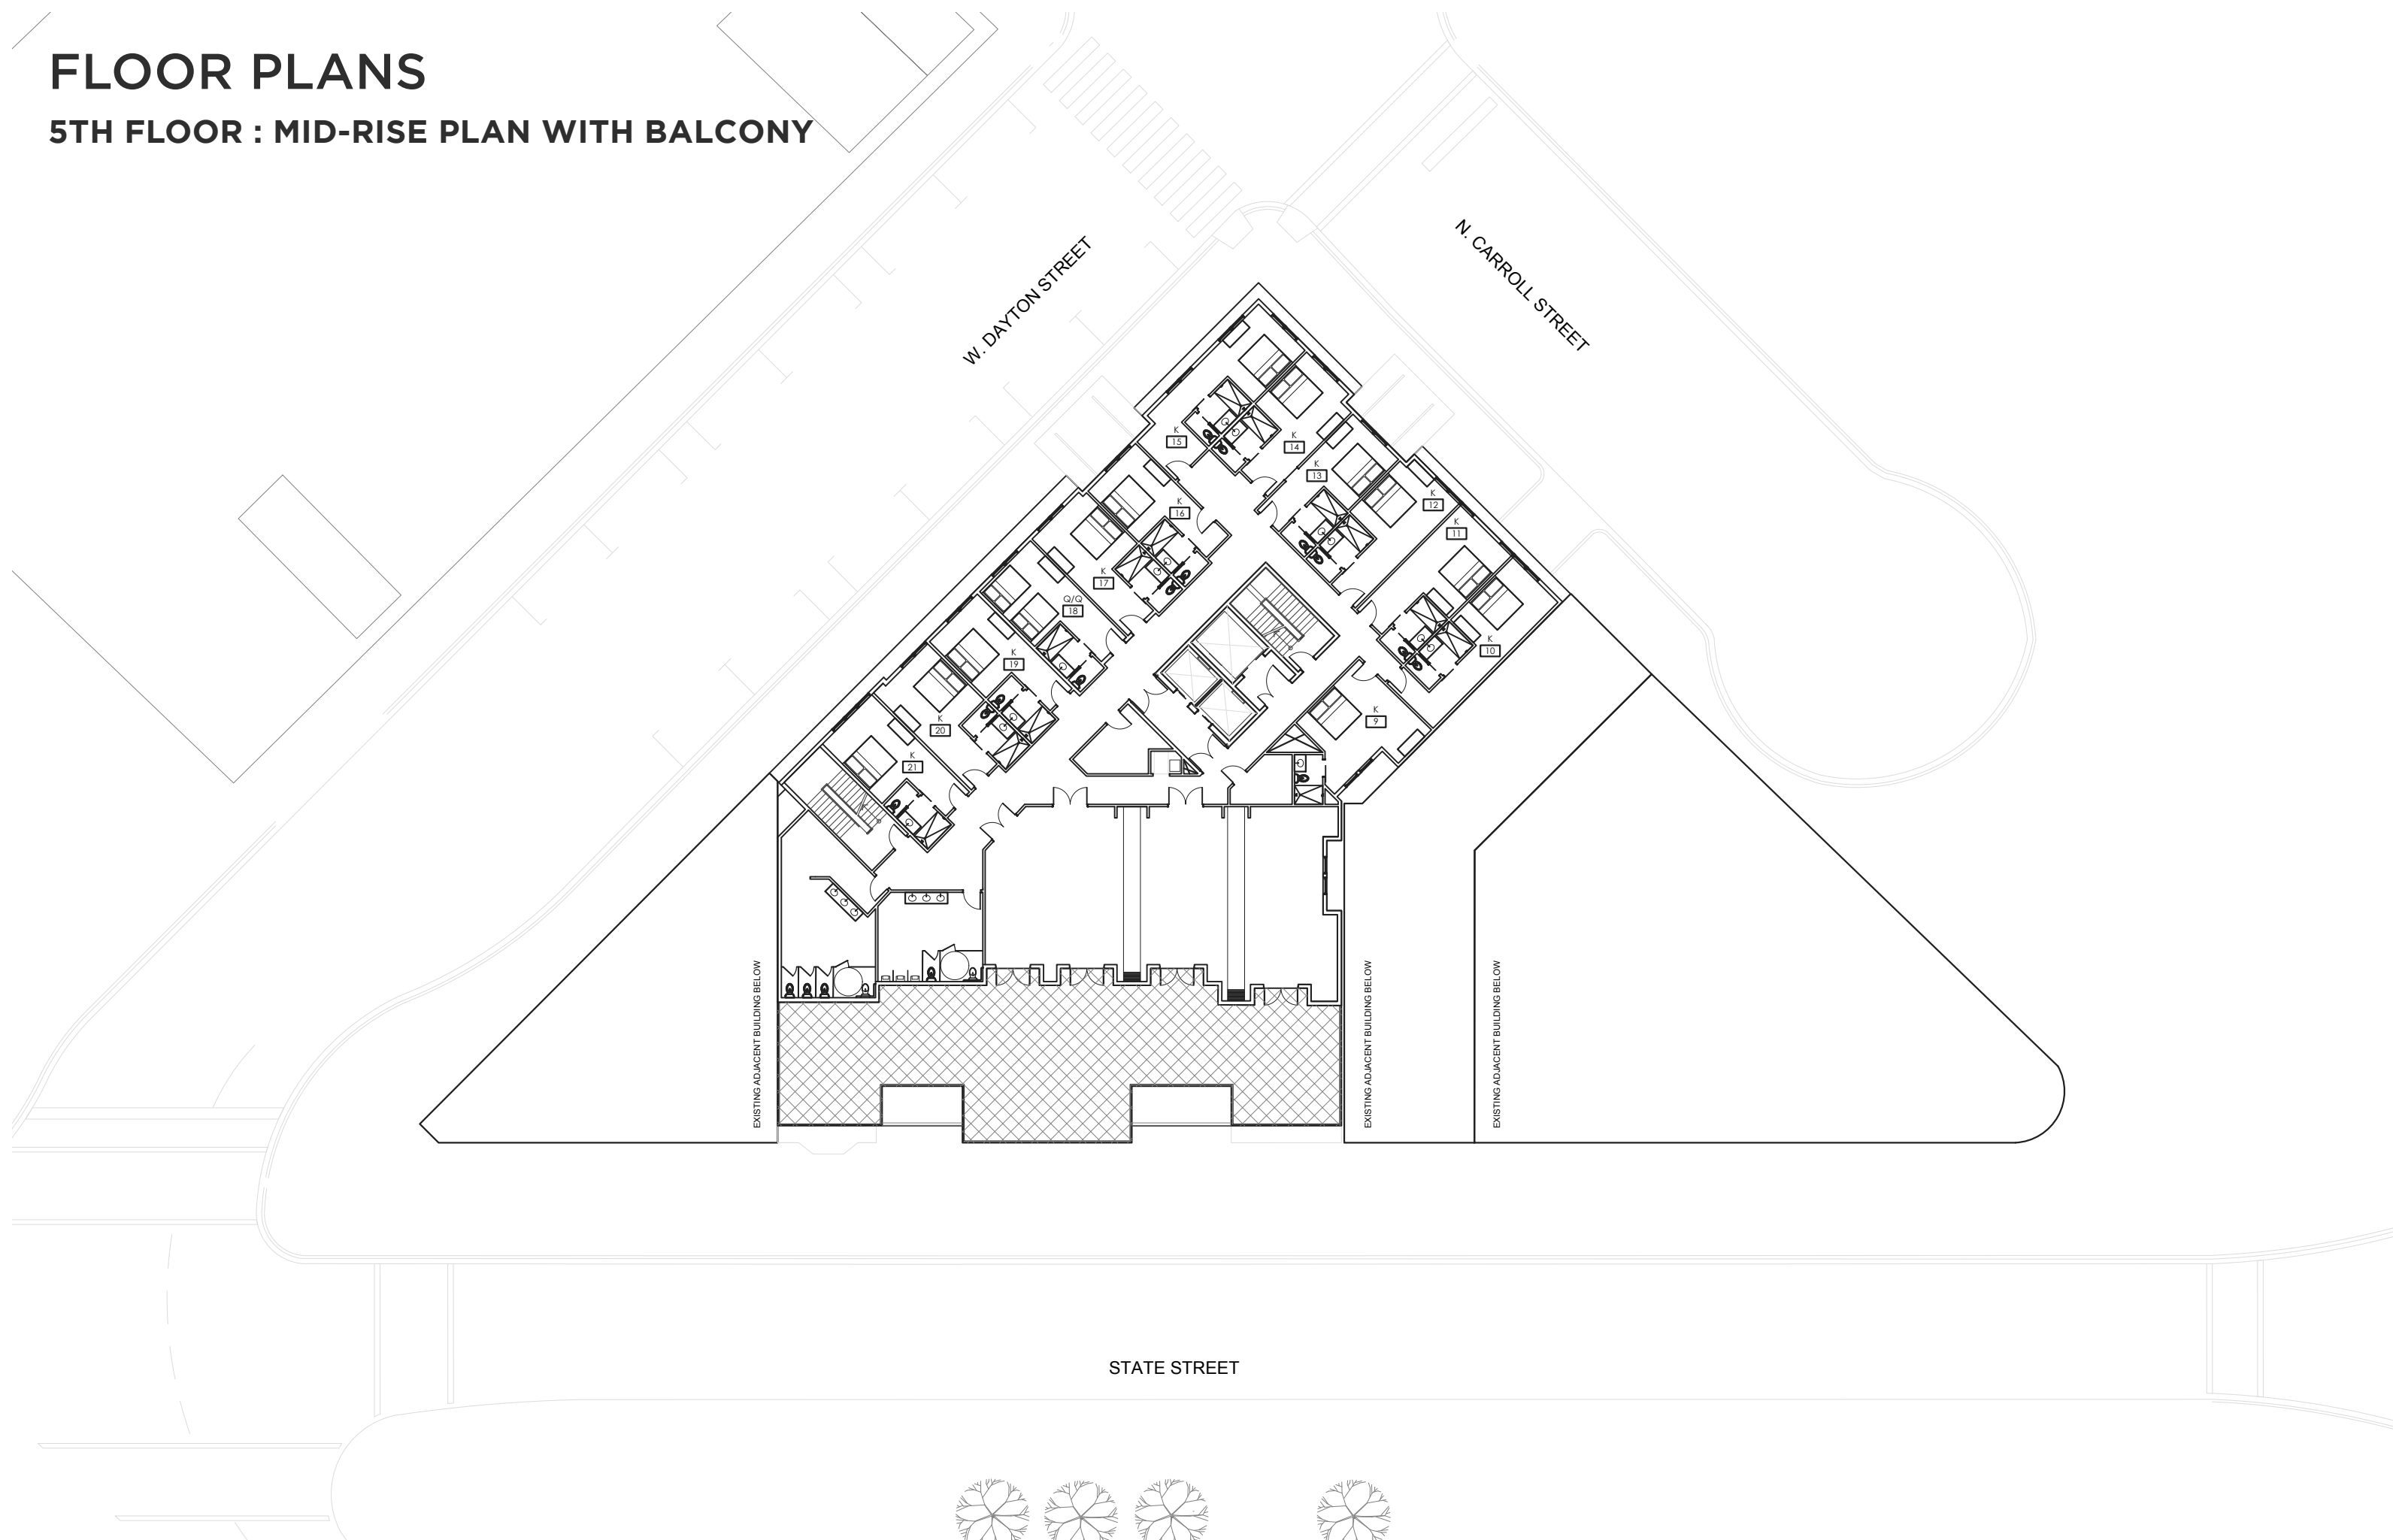 FLOOR PLANS
5TH FLOOR : MID-RISE PLAN WITH BALCONY
W. DAYTON STREET
N. CARROLL STREET
K
15
K
14
K
13
K
12
K
11
K
10
K
9
K
16
K
17
Q/Q
18
K
19
K
20
K
21
EXISTING ADJACENT BUILDING BELOW
EXISTING ADJACENT BUILDING BELOW
EXISTING ADJACENT BUILDING BELOW
STATE STREET